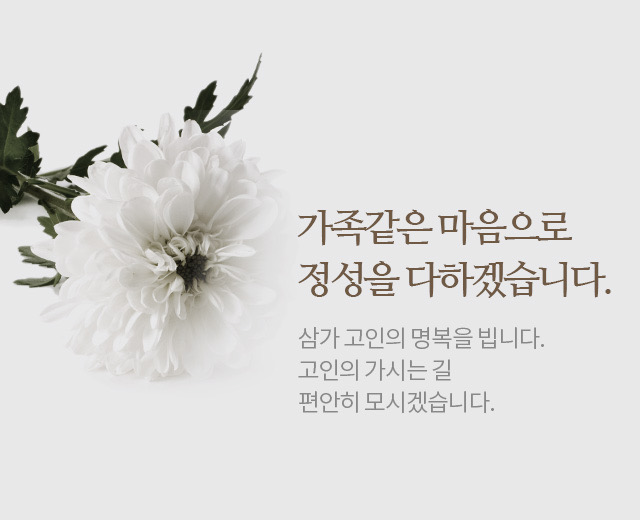 가족같은 마음으로
정성을 다하겠습니다.
삼가 고인의 명복을 빕니다.
고인의 가시는 길
편안히 모시겠습니다.